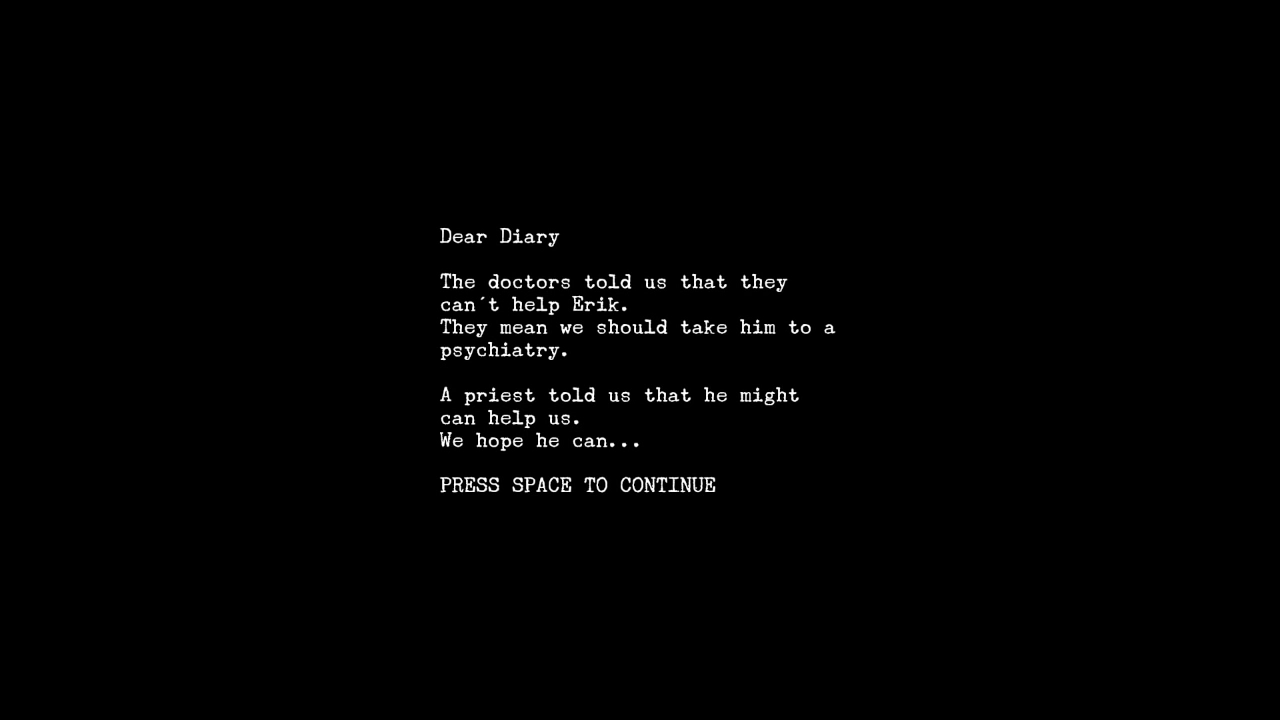 Dear Diary
The doctors told us that they
can´t help Erik.
They mean we should take him to a
psychiatry.
A priest told us that he might
can help us.
We hope he can...
PRESS SPACE TO CONTINUE